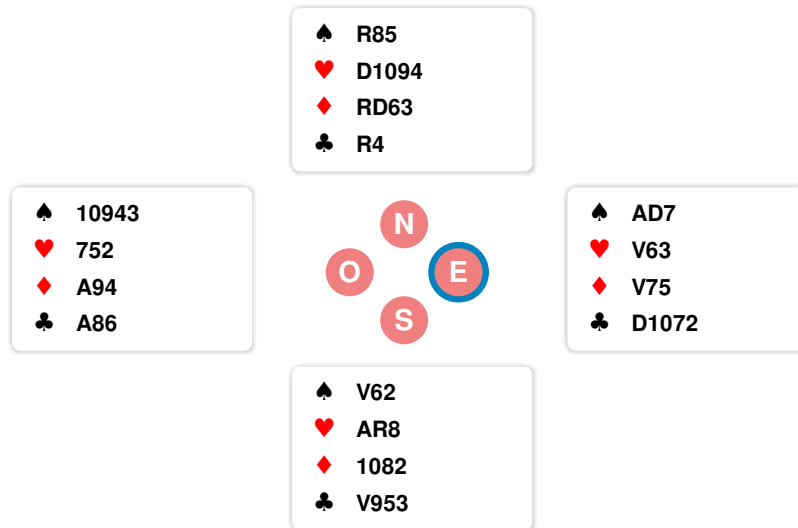 ♠ R85
♥ D1094
♦ RD63
♣ R4
♠ 10943
♥ 752
♦ A94
♣ A86
N
O E
S
♠ AD7
♥ V63
♦ V75
♣ D1072
♠ V62
♥ AR8
♦ 1082
♣ V953